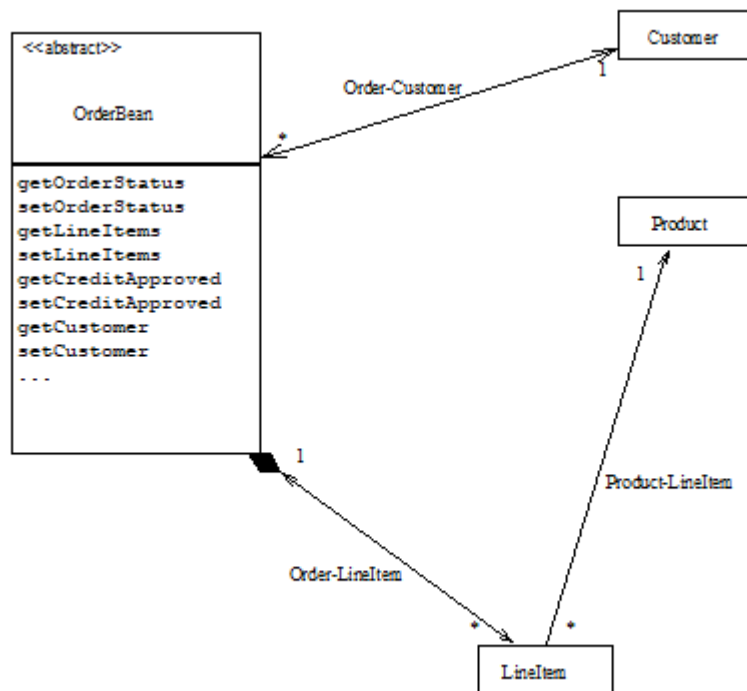 <<abstract>>
OrderBean
getOrderStatus
setOrderStatus
getLineItems
setLineItems
getCreditApproved
setCreditApproved
getCustomer
setCustomer
...
Customer
1
Order-Customer
*
Product
1
Product-LineItem
1
Order-LineItem
*
*
LineItem